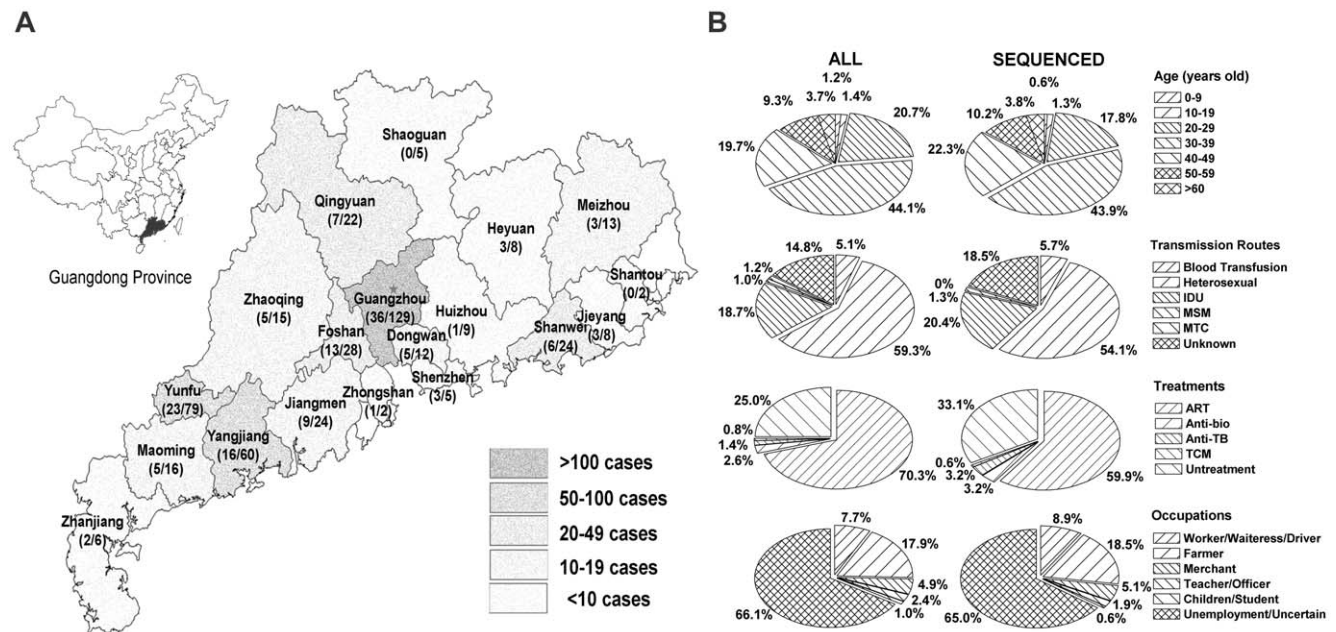 A
Guangdong Province
Shaoguan
(0/5)
Qingyuan
(7/22)
Meizhou
(3/13)
Heyuan
(3/8)
Shantou
(0/2)
Zhaoqing
(5/15)
Guangzhou
(36/129)
Huizhou
(1/9)
Jieyang
(3/8)
Shanwei
(6/24)
Foshan
(13/28)
Dongwan
(5/12)
Shenzhen
(3/5)
Zhongshan
(1/2)
Yunfu
(23/79)
Jiangmen
(9/24)
Yangjiang
(16/60)
Maoming
(5/16)
Zhanjiang
(2/6)
>100 cases
50-100 cases
20-49 cases
10-19 cases
<10 cases
B
ALL SEQUENCED
1.2%
9.3% 3.7% 1.4%
20.7%
19.7%
44.1%
0.6%
10.2% 3.8% 1.3%
17.8%
22.3%
43.9%
Age (years old)
0-9
10-19
20-29
30-39
40-49
50-59
>60
14.8% 5.1%
1.2%
1.0%
18.7%
59.3%
18.5% 5.7%
0%
1.3%
20.4%
54.1%
Transmission Routes
Blood Transfusion
Heterosexual
IDU
MSM
MTC
Unknown
25.0%
0.8%
1.4%
2.6%
70.3%
33.1%
0.6%
3.2%
3.2%
59.9%
Treatments
ART
Anti-bio
Anti-TB
TCM
Untreatment
7.7%
17.9%
4.9%
2.4%
1.0%
66.1%
8.9%
18.5%
5.1%
1.9%
0.6%
65.0%
Occupations
Worker/Waiteress/Driver
Farmer
Merchant
Teacher/Officer
Children/Student
Unemployment/Uncertain